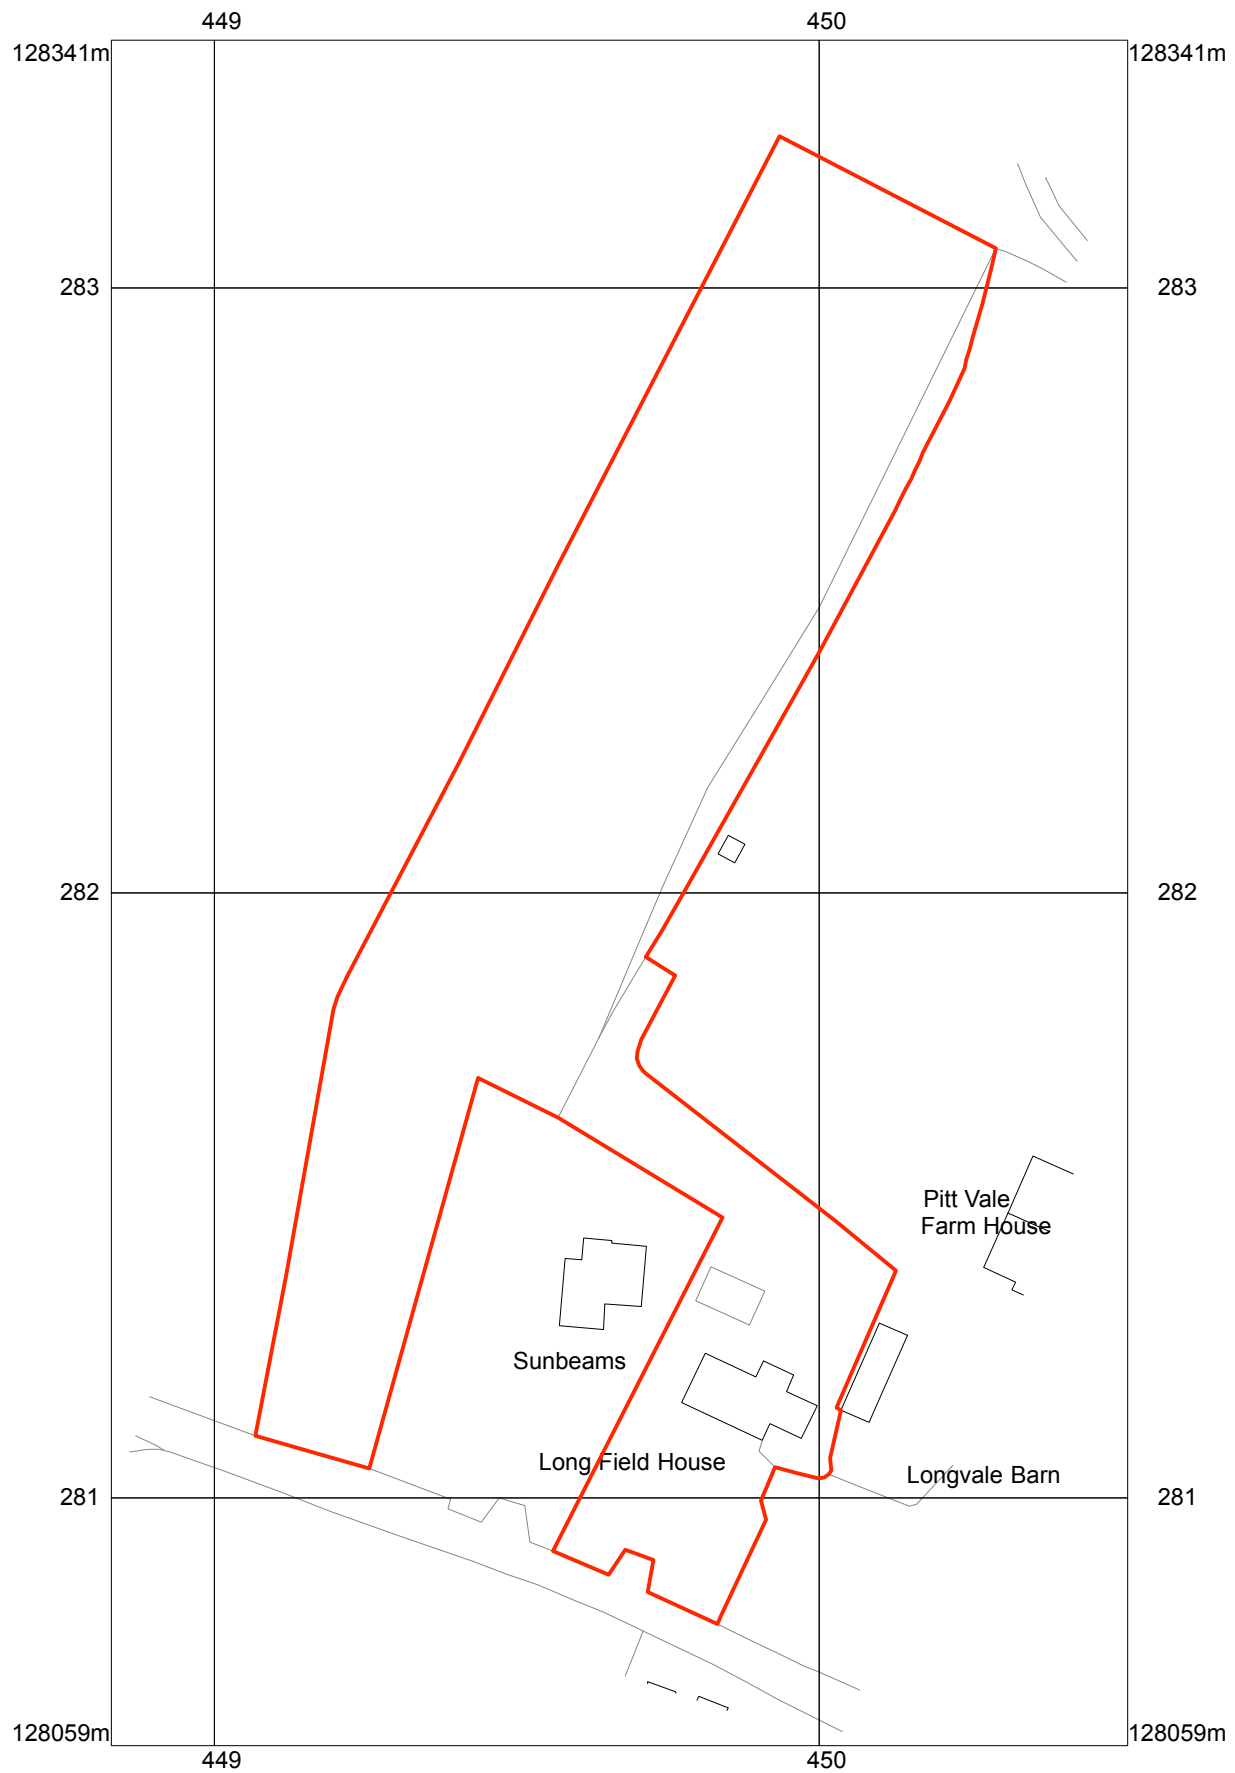 449 450
128341m 128341m
283 283
282 282
Pitt Vale
Farm House
Sunbeams
Long Field House
Longvale Barn
281 281
128059m 128059m
449 450